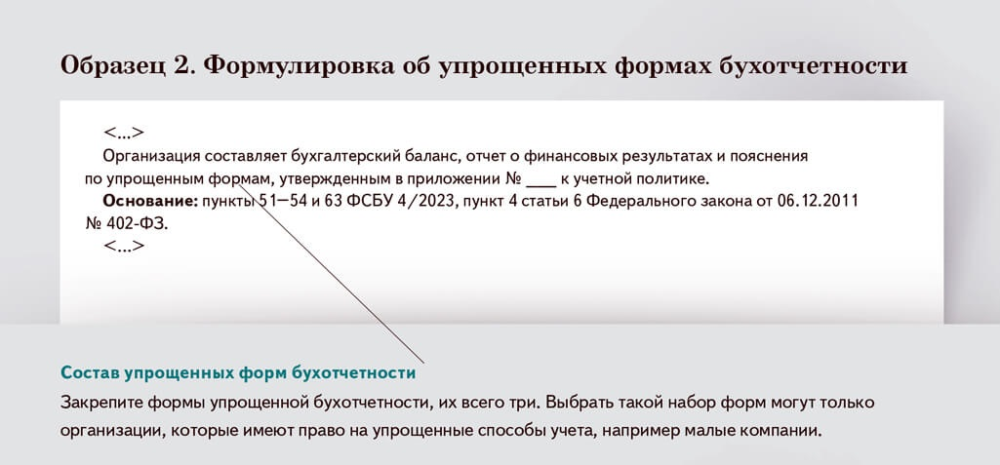 Образец 2. Формулировка об упрощенных формах бухотчетности
<...>
Организация составляет бухгалтерский баланс, отчет о финансовых результатах и пояснения
по упрощенным формам, утвержденным в приложении № ___ к учетной политике.
Основание: пункты 51—54 и 63 ФСБУ 4/2023, пункт 4 статьи 6 Федерального закона от 06.12.2011
№ 402-ФЗ.
<...>
Состав упрощенных форм бухотчетности
Закрепите формы упрощенной бухотчетности, их всего три. Выбрать такой набор форм могут только
организации, которые имеют право на упрощенные способы учета, например малые компании.